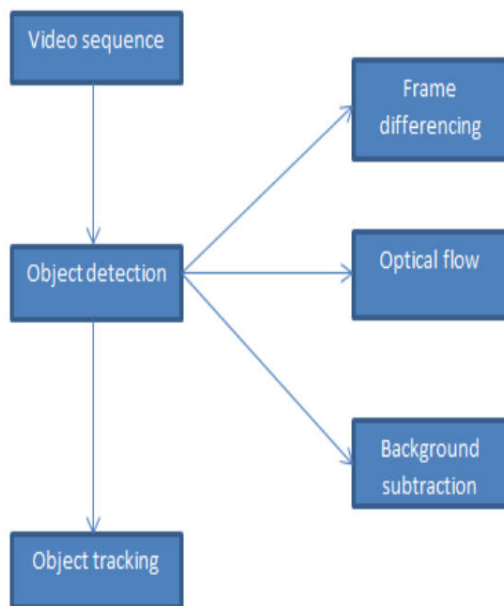 Video sequence
Frame
differencing
Object detection
Optical flow
Background
subtraction
Object tracking